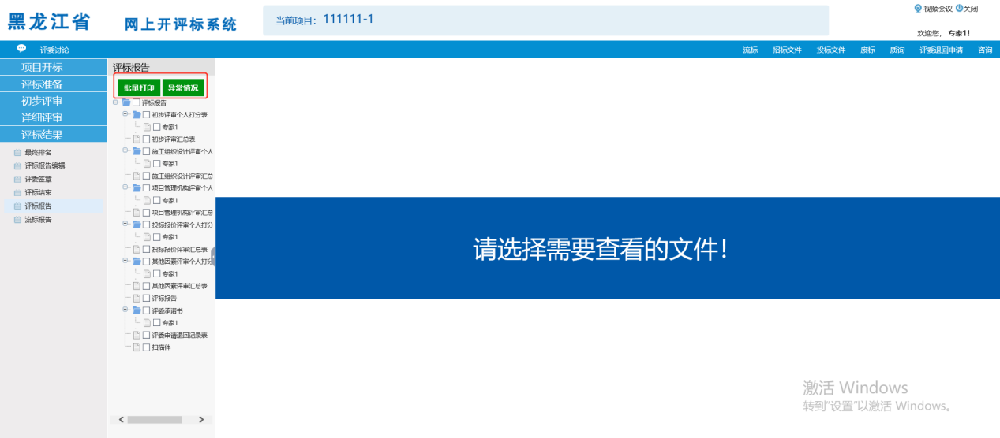 黑龙江省
网上开评标系统
当前项目： 111111-1
视频会议 关闭
欢迎您， 专家1！
评委讨论
流标 招标文件 投标文件 废标 质询 评委退回申请 咨询
项目开标
评标准备
初步评审
详细评审
评标结果
最终排名
评标报告编辑
评委签章
评标结束
评标报告
流标报告
评标报告
批量打印 异常情况
评标报告
初步评审个人打分表
专家1
初步评审汇总表
施工组织设计评审个人
专家1
施工组织设计评审汇总
项目管理机构评审个人
专家1
项目管理机构评审汇总
投标报价评审个人打分
专家1
投标报价评审汇总表
其他因素评审个人打分
专家1
其他因素评审汇总表
评标报告
评委承诺书
专家1
评委申请退回记录表
扫描件
请选择需要查看的文件！
激活 Windows
转到"设置"以激活 Windows。